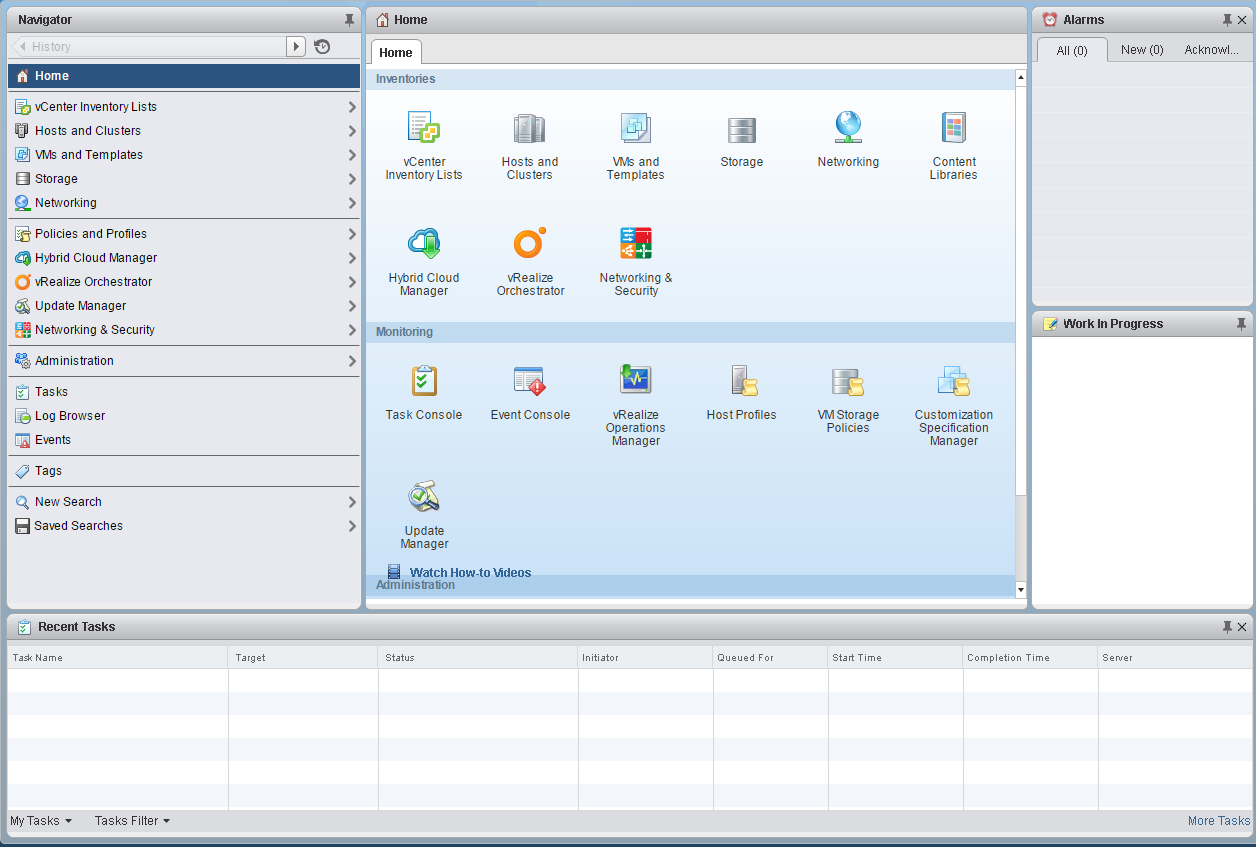 Navigator
History
Home
vCenter Inventory Lists
Hosts and Clusters
VMs and Templates
Storage
Networking
Policies and Profiles
Hybrid Cloud Manager
vRealize Orchestrator
Update Manager
Networking & Security
Administration
Tasks
Log Browser
Events
Tags
New Search
Saved Searches
Home
Home
Inventories
vCenter
Inventory Lists
Hosts and
Clusters
VMs and
Templates
Storage
Networking
Content
Libraries
Hybrid Cloud
Manager
vRealize
Orchestrator
Networking &
Security
Monitoring
Task Console
Event Console
vRealize
Operations
Manager
Host Profiles
VM Storage
Policies
Customization
Specification
Manager
Update
Manager
Watch How-to Videos
Administration
Alarms
All (0) New (0) Acknowl...
Work In Progress
Recent Tasks
Task Name Target Status Initiator Queued For Start Time Completion Time Server
My Tasks Tasks Filter More Tasks